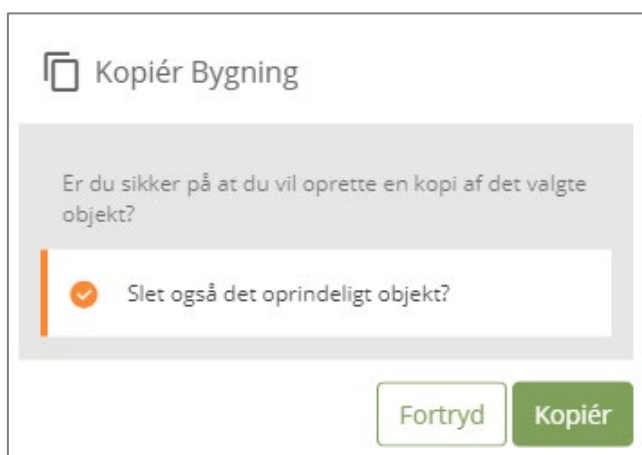 Kopiér Bygning
Er du sikker på at du vil oprette en kopi af det valgte
objekt?
Slet også det oprindeligt objekt?
Fortryd
Kopiér